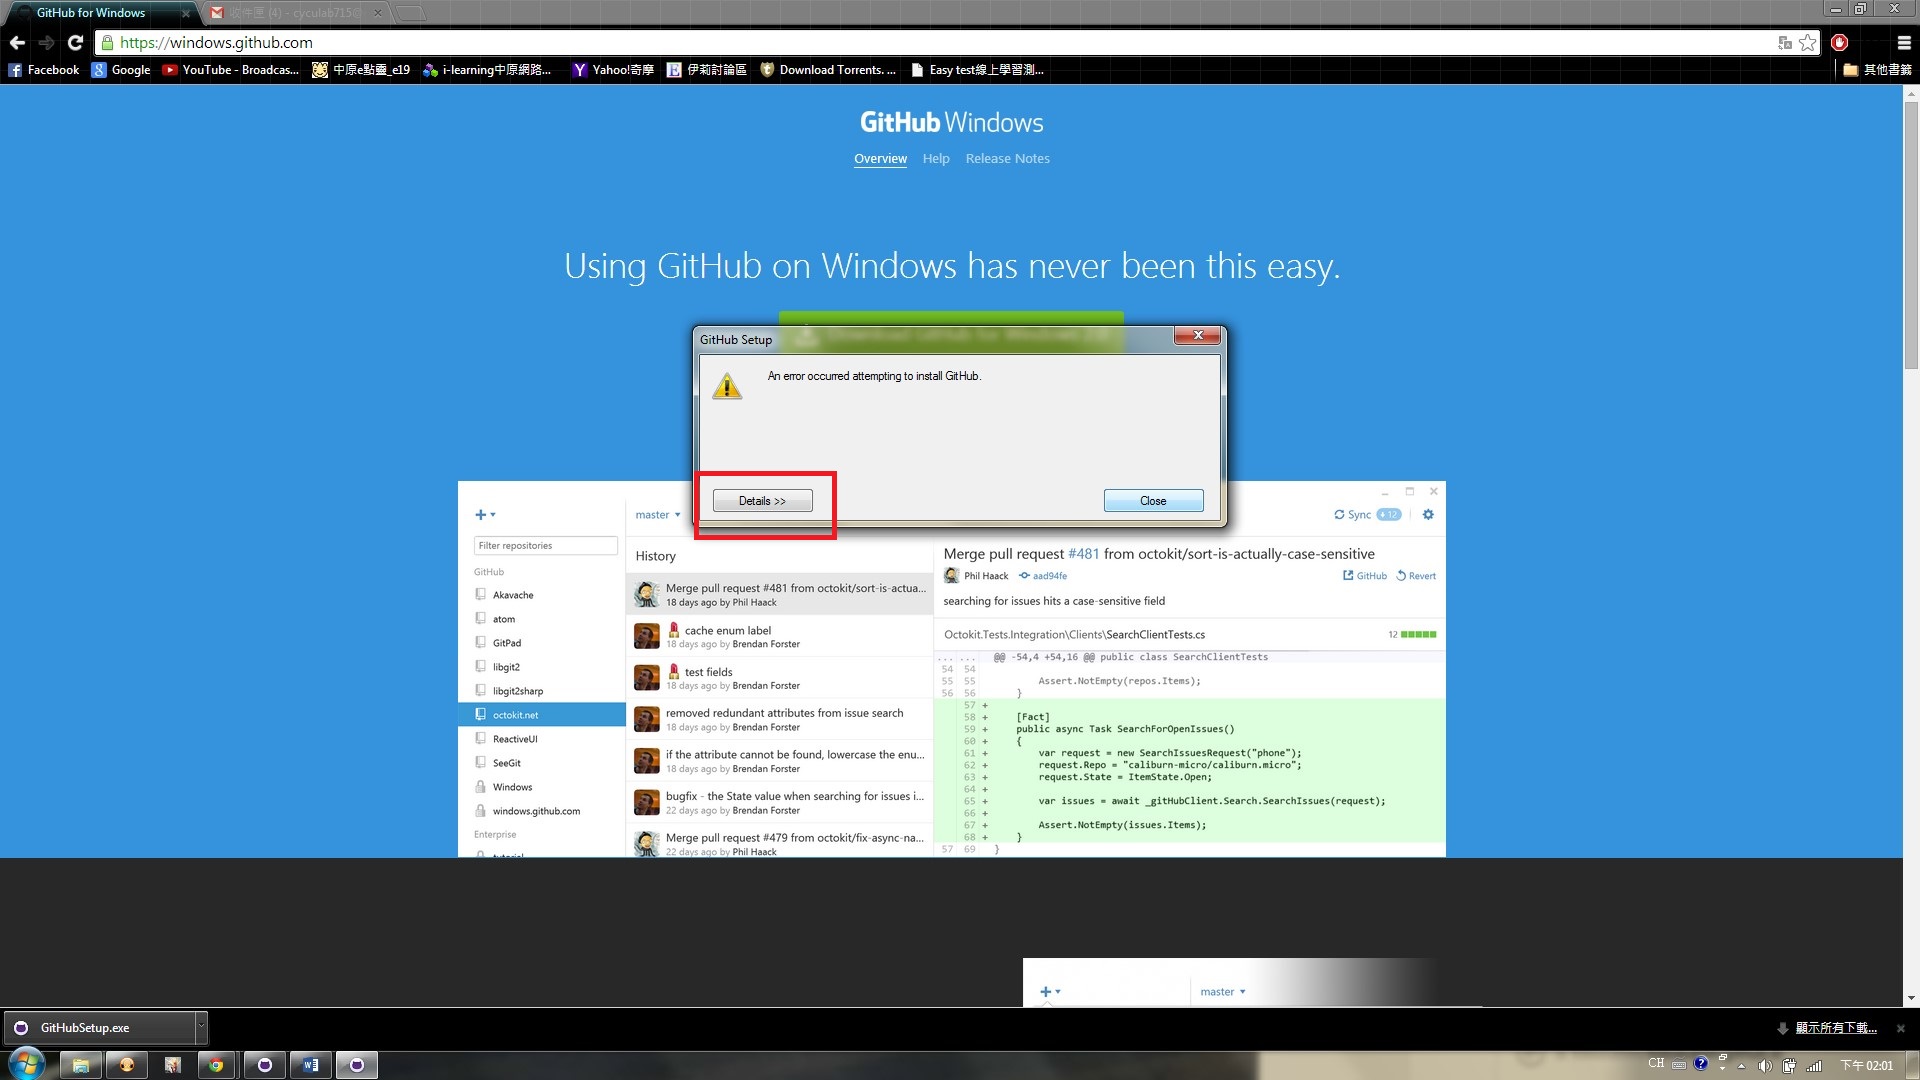 GitHub for Windows
收件匣 (4) - cyculab715@
https://windows.github.com
Facebook
Google
YouTube - Broadcas...
中原e點靈_e19
i-learning中原網路...
Yahoo!奇摩
伊莉討論區
Download Torrents. ...
Easy test線上學習測...
其他書籤
GitHub Windows
Overview Help Release Notes
Using GitHub on Windows has never been this easy.
GitHub Setup
An error occurred attempting to install GitHub.
Details >>
Close
master
Sync 12
Filter repositories
GitHub
Akavache
atom
GitPad
libgit2
libgit2sharp
octokit.net
ReactiveUI
SeeGit
Windows
windows.github.com
Enterprise
tutorial
History
Merge pull request #481 from octokit/sort-is-actua...
18 days ago by Phil Haack
cache enum label
18 days ago by Brendan Forster
test fields
18 days ago by Brendan Forster
removed redundant attributes from issue search
18 days ago by Brendan Forster
if the attribute cannot be found, lowercase the enu...
18 days ago by Brendan Forster
bugfix - the State value when searching for issues i...
22 days ago by Brendan Forster
Merge pull request #479 from octokit/fix-async-na...
22 days ago by Phil Haack
Merge pull request #481 from octokit/sort-is-actually-case-sensitive
Phil Haack aad94fe GitHub Revert
searching for issues hits a case-sensitive field
Octokit.Tests.Integration\Clients\SearchClientTests.cs 12
... ... @@ -54,4 +54,16 @@ public class SearchClientTests
54 54
55 55 Assert.NotEmpty(repos.Items);
56 56 }
57 +
58 + [Fact]
59 + public async Task SearchForOpenIssues()
60 + {
61 + var request = new SearchIssuesRequest("phone");
62 + request.Repo = "caliburn-micro/caliburn.micro";
63 + request.State = ItemState.Open;
64 +
65 + var issues = await _gitHubClient.Search.SearchIssues(request);
66 +
67 + Assert.NotEmpty(issues.Items);
68 + }
57 69 }
master
GitHubSetup.exe
顯示所有下載...
CH
下午 02:01